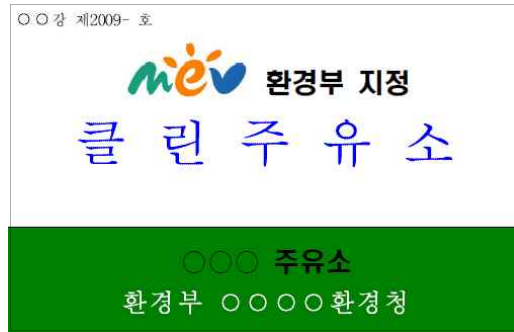 ○○강 제2009- 호
mev 환경부 지정
클 린 주 유 소
○○○ 주유소
환경부 ○○○○환경청